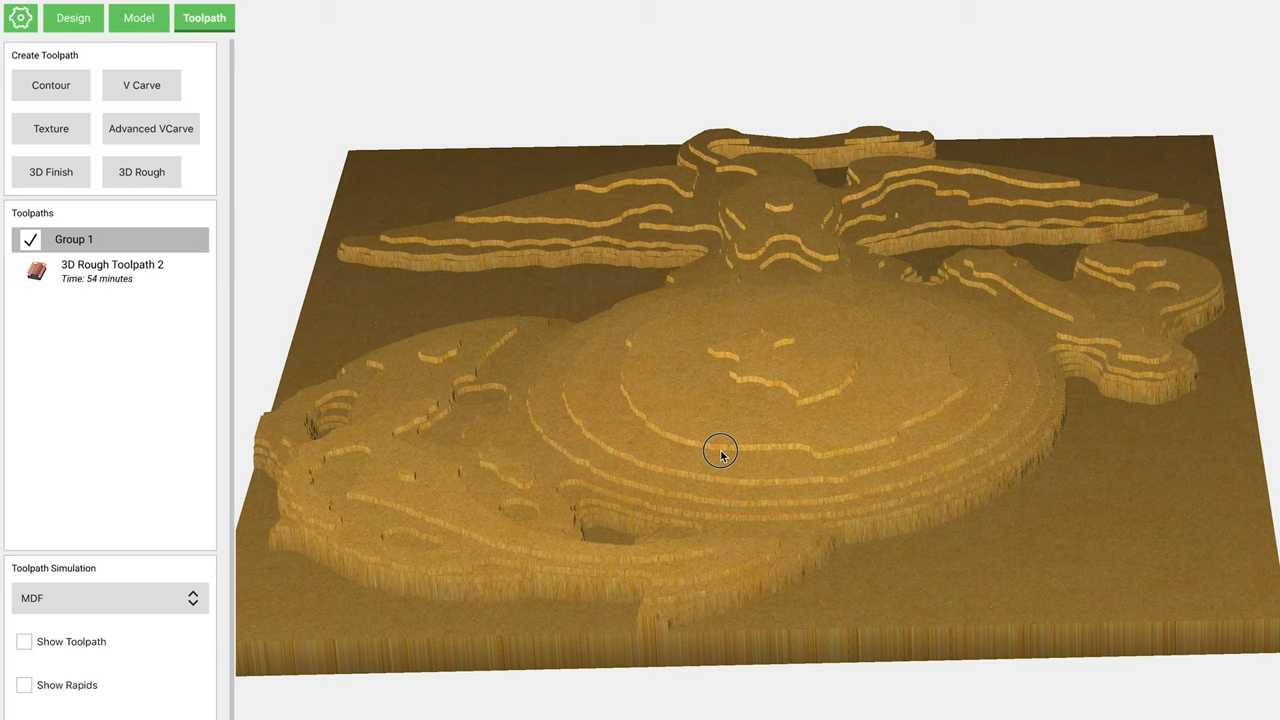 Design
Model
Toolpath
Create Toolpath
Contour
V Carve
Texture
Advanced VCarve
3D Finish
3D Rough
Toolpaths
Group 1
3D Rough Toolpath 2
Time: 54 minutes
Toolpath Simulation
MDF
Show Toolpath
Show Rapids